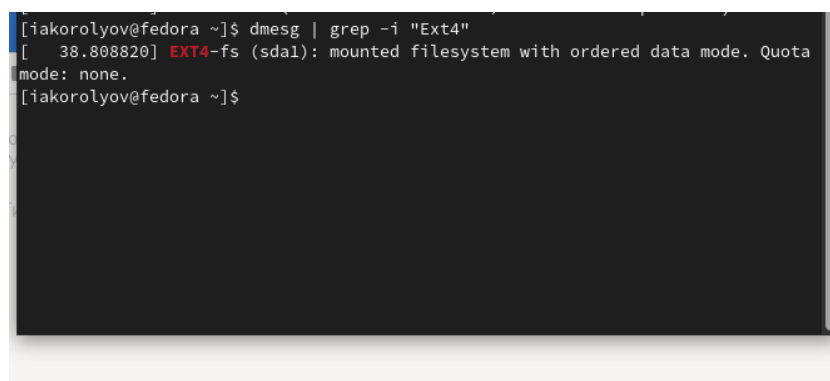 [iakorolyov@fedora ~]$ dmesg | grep -i "Ext4"
[   38.808820] EXT4-fs (sda1): mounted filesystem with ordered data mode. Quota
mode: none.
[iakorolyov@fedora ~]$